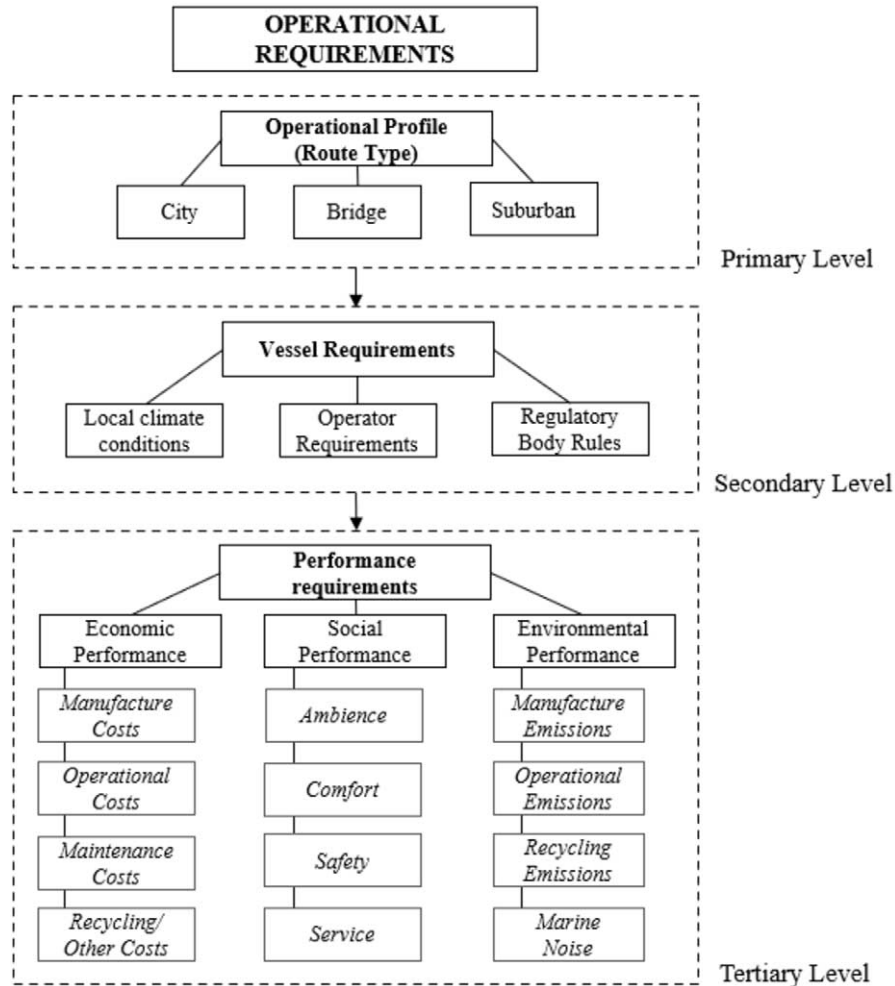 OPERATIONAL
REQUIREMENTS
Operational Profile
(Route Type)
City
Bridge
Suburban
Primary Level
Vessel Requirements
Local climate
conditions
Operator
Requirements
Regulatory
Body Rules
Secondary Level
Performance
requirements
Economic
Performance
Social
Performance
Environmental
Performance
Manufacture
Costs
Ambience
Manufacture
Emissions
Operational
Costs
Comfort
Operational
Emissions
Maintenance
Costs
Safety
Recycling
Emissions
Recycling/
Other Costs
Service
Marine
Noise
Tertiary Level